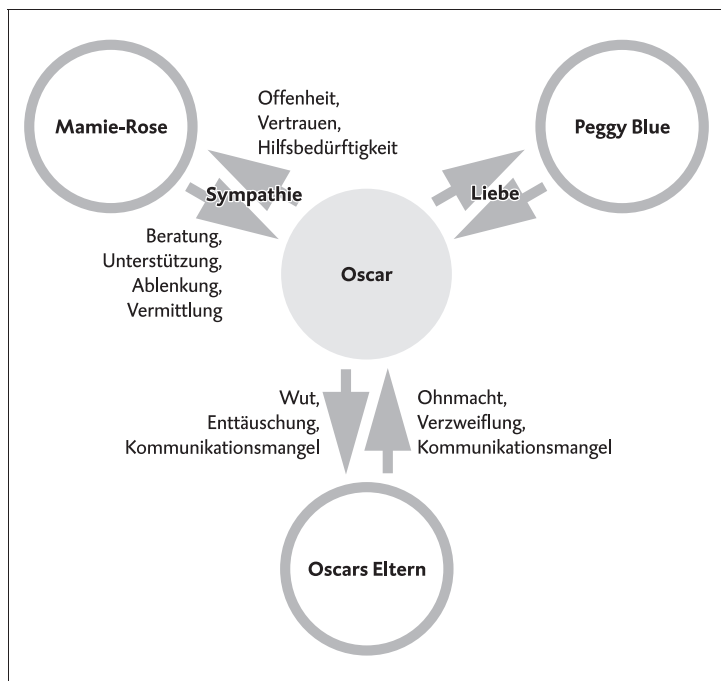 Offenheit,
Vertrauen,
Hilfsbedürftigkeit
Mamie-Rose
Peggy Blue
Sympathie
Liebe
Beratung,
Unterstützung,
Ablenkung,
Vermittlung
Oscar
Wut,
Enttäuschung,
Kommunikationsmangel
Ohnmacht,
Verzweiflung,
Kommunikationsmangel
Oscars Eltern